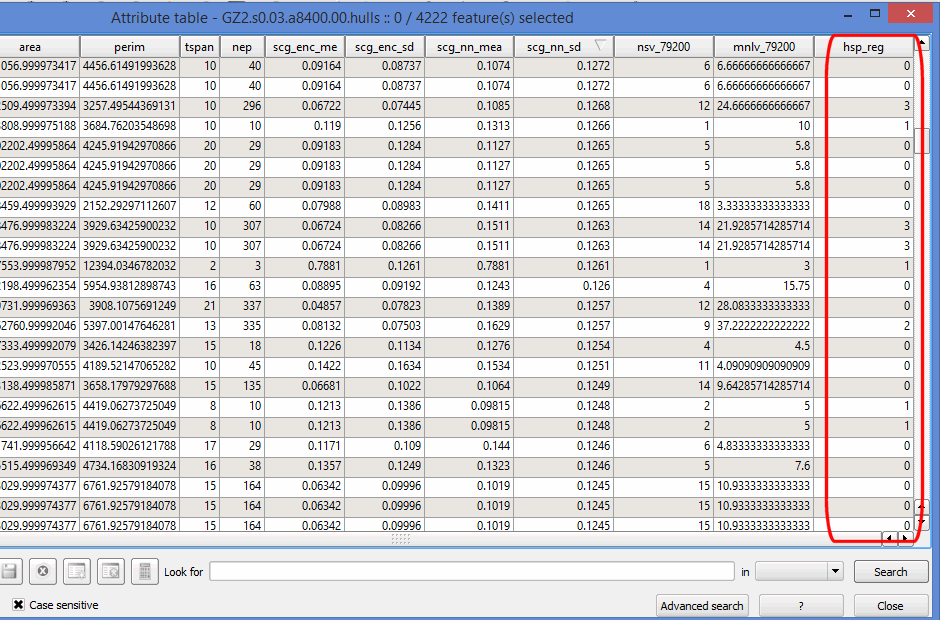 Attribute table - GZ2.s0.03.a8400.00.hulls :: 0 / 4222 feature(s) selected
area perim tspan nep scg_enc_me scg_enc_sd scg_nn_mea scg_nn_sd nsv_79200 mnlv_79200 hsp_reg
056.999973417 4456.61491993628 10 40 0.09164 0.08737 0.1074 0.1272 6 6.66666666666667 0
056.999973417 4456.61491993628 10 40 0.09164 0.08737 0.1074 0.1272 6 6.66666666666667 0
2509.499973394 3257.49544369131 10 296 0.06722 0.07445 0.1085 0.1268 12 24.6666666666667 3
808.999975188 3684.76203548698 10 10 0.119 0.1256 0.1313 0.1266 1 10 1
02202.49995864 4245.91942970866 20 29 0.09183 0.1284 0.1127 0.1265 5 5.8 0
02202.49995864 4245.91942970866 20 29 0.09183 0.1284 0.1127 0.1265 5 5.8 0
02202.49995864 4245.91942970866 20 29 0.09183 0.1284 0.1127 0.1265 5 5.8 0
8459.499993929 2152.29297112607 12 60 0.07988 0.08983 0.1411 0.1265 18 3.33333333333333 0
8476.999983224 3929.63425900232 10 307 0.06724 0.08266 0.1511 0.1263 14 21.9285714285714 3
8476.999983224 3929.63425900232 10 307 0.06724 0.08266 0.1511 0.1263 14 21.9285714285714 3
7553.999987952 12394.0346782032 2 3 0.7881 0.1261 0.7881 0.1261 1 3 1
2198.499962354 5954.93812898743 16 63 0.08895 0.09192 0.1243 0.126 4 15.75 0
0731.999969363 3908.1075691249 21 337 0.04857 0.07823 0.1389 0.1257 12 28.0833333333333 0
52760.99992046 5397.00147646281 13 335 0.08132 0.07503 0.1629 0.1257 9 37.2222222222222 2
7333.499992079 3426.14246382397 15 18 0.1226 0.1134 0.1276 0.1254 4 4.5 0
2523.999970555 4189.52147065282 10 45 0.1422 0.1634 0.1534 0.1251 11 4.09090909090909 0
8138.499985871 3658.17979297688 15 135 0.06681 0.1022 0.1064 0.1249 14 9.64285714285714 0
6622.499962615 4419.06273725049 8 10 0.1213 0.1386 0.09815 0.1248 2 5 1
6622.499962615 4419.06273725049 8 10 0.1213 0.1386 0.09815 0.1248 2 5 1
1741.999956642 4118.59026121788 17 29 0.1171 0.109 0.144 0.1246 6 4.83333333333333 0
5515.499969349 4734.16830919324 16 38 0.1357 0.1249 0.1323 0.1246 5 7.6 0
8029.999974377 6761.92579184078 15 164 0.06342 0.09996 0.1019 0.1245 15 10.9333333333333 0
8029.999974377 6761.92579184078 15 164 0.06342 0.09996 0.1019 0.1245 15 10.9333333333333 0
8029.999974377 6761.92579184078 15 164 0.06342 0.09996 0.1019 0.1245 15 10.9333333333333 0
Look for in Search
Case sensitive Advanced search ? Close